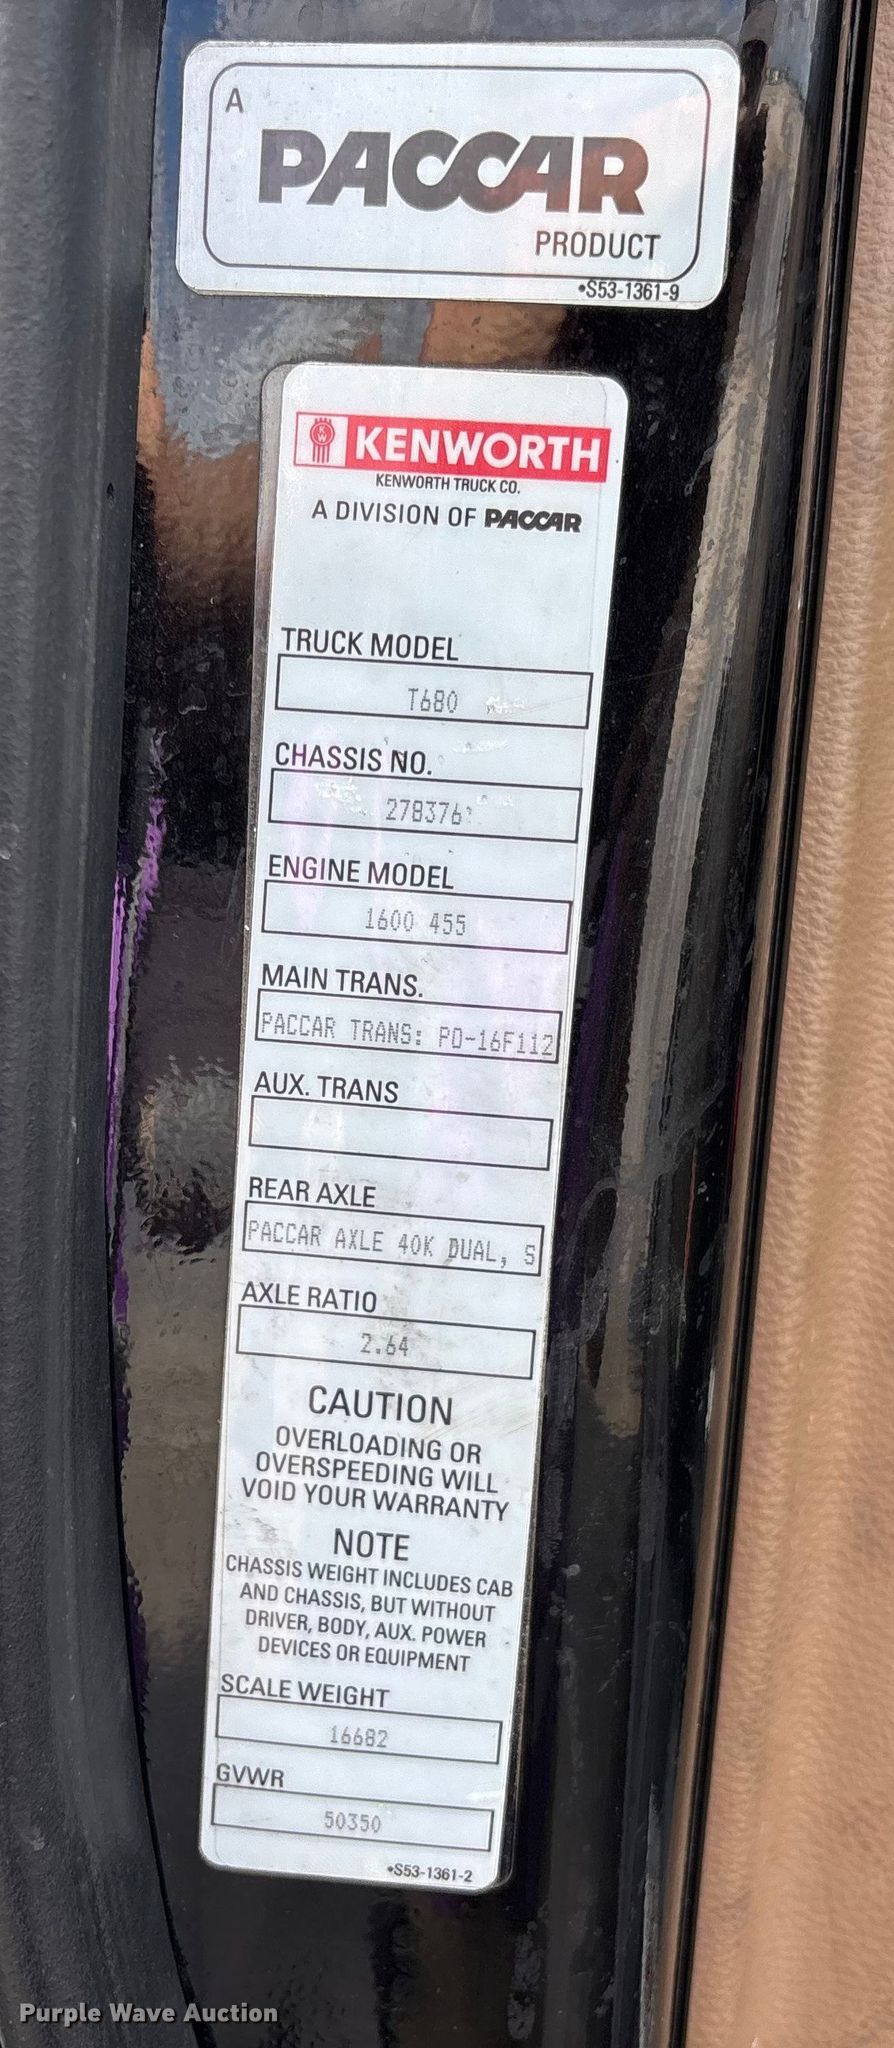 A
PACCAR
PRODUCT
•S53-1361-9
KENWORTH
KENWORTH TRUCK CO.
A DIVISION OF PACCAR
TRUCK MODEL
T680
CHASSIS NO.
278376
ENGINE MODEL
1600 455
MAIN TRANS.
PACCAR TRANS: PO-16F112
AUX. TRANS
REAR AXLE
PACCAR AXLE 40K DUAL, S
AXLE RATIO
2.64
CAUTION
OVERLOADING OR
OVERSPEEDING WILL
VOID YOUR WARRANTY
NOTE
CHASSIS WEIGHT INCLUDES CAB
AND CHASSIS, BUT WITHOUT
DRIVER, BODY, AUX. POWER
DEVICES OR EQUIPMENT
SCALE WEIGHT
16682
GVWR
50350
•S53-1361-2
Purple Wave Auction